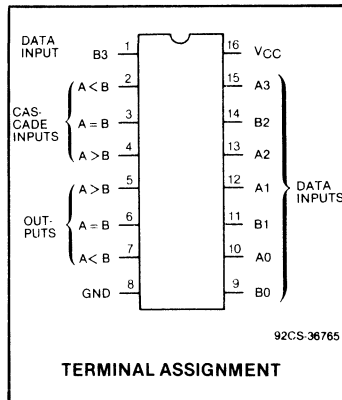 DATA
INPUT
B3 1
16 VCC
A<B 2
15 A3
CAS-
CADE
INPUTS
A=B 3
14 B2
A>B 4
13 A2
A>B 5
12 A1
OUT-
PUTS
DATA
INPUTS
A=B 6
11 B1
A<B 7
10 A0
GND 8
9 B0
92CS-36765
TERMINAL ASSIGNMENT